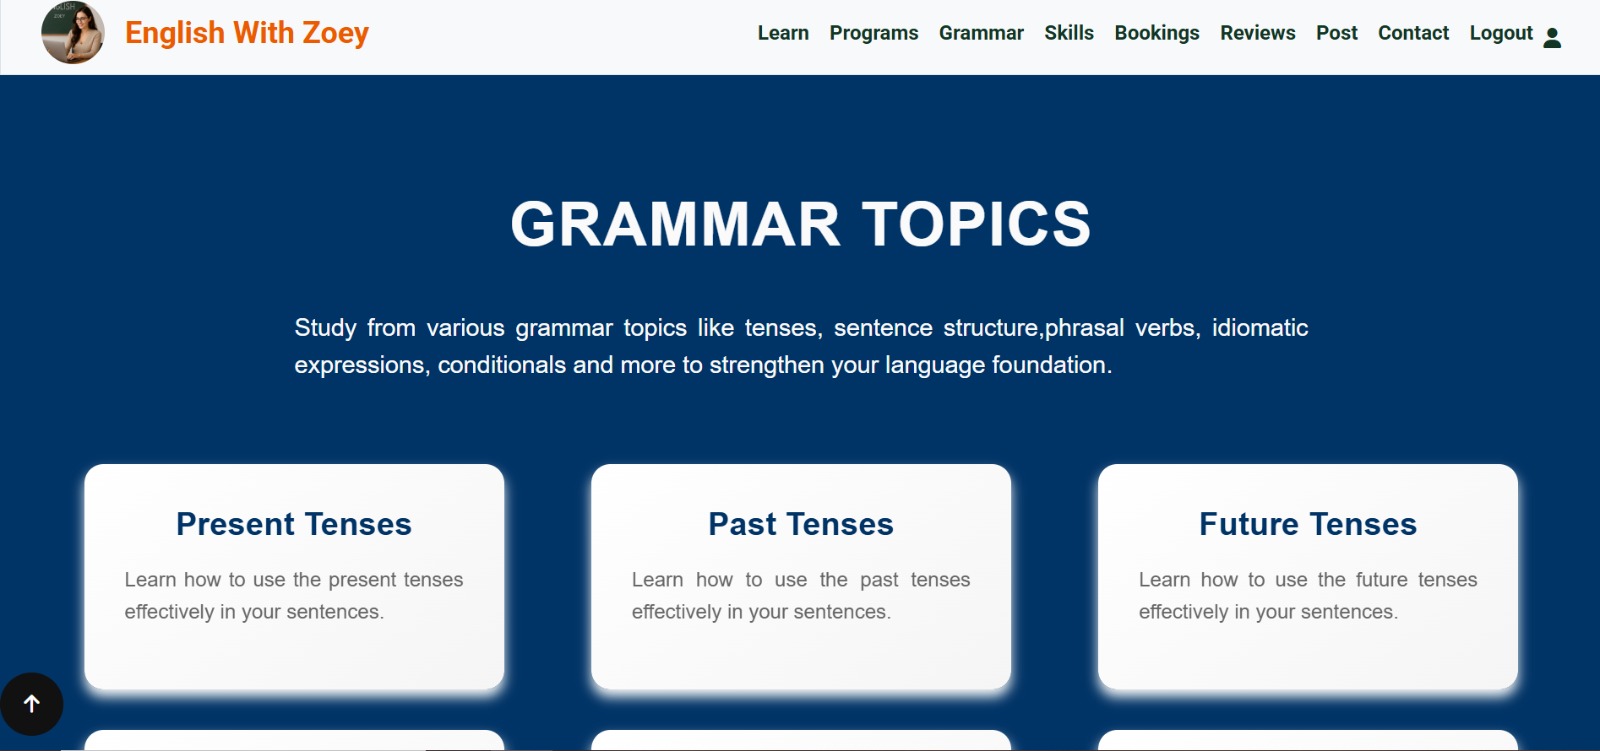 ENGLISH
ZOEY
English With Zoey
Learn Programs Grammar Skills Bookings Reviews Post Contact Logout
GRAMMAR TOPICS
Study from various grammar topics like tenses, sentence structure,phrasal verbs, idiomatic
expressions, conditionals and more to strengthen your language foundation.
Present Tenses
Learn how to use the present tenses
effectively in your sentences.
Past Tenses
Learn how to use the past tenses
effectively in your sentences.
Future Tenses
Learn how to use the future tenses
effectively in your sentences.